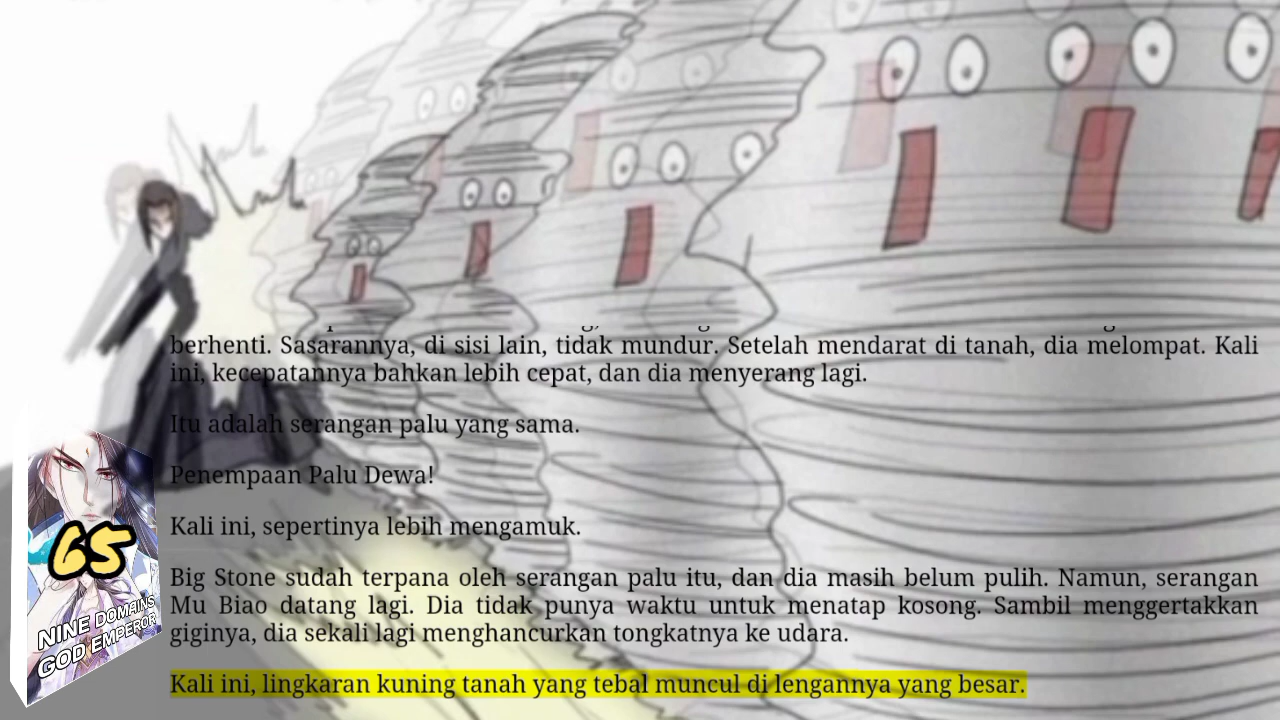 berhenti. Sasarannya, di sisi lain, tidak mundur. Setelah mendarat di tanah, dia melompat. Kali
ini, kecepatannya bahkan lebih cepat, dan dia menyerang lagi.
Itu adalah serangan palu yang sama.
Penempaan Palu Dewa!
Kali ini, sepertinya lebih mengamuk.
Big Stone sudah terpana oleh serangan palu itu, dan dia masih belum pulih. Namun, serangan
Mu Biao datang lagi. Dia tidak punya waktu untuk menatap kosong. Sambil menggertakkan
giginya, dia sekali lagi menghancurkan tongkatnya ke udara.
Kali ini, lingkaran kuning tanah yang tebal muncul di lengannya yang besar.
65
NINE DOMAINS
GOD EMPEROR